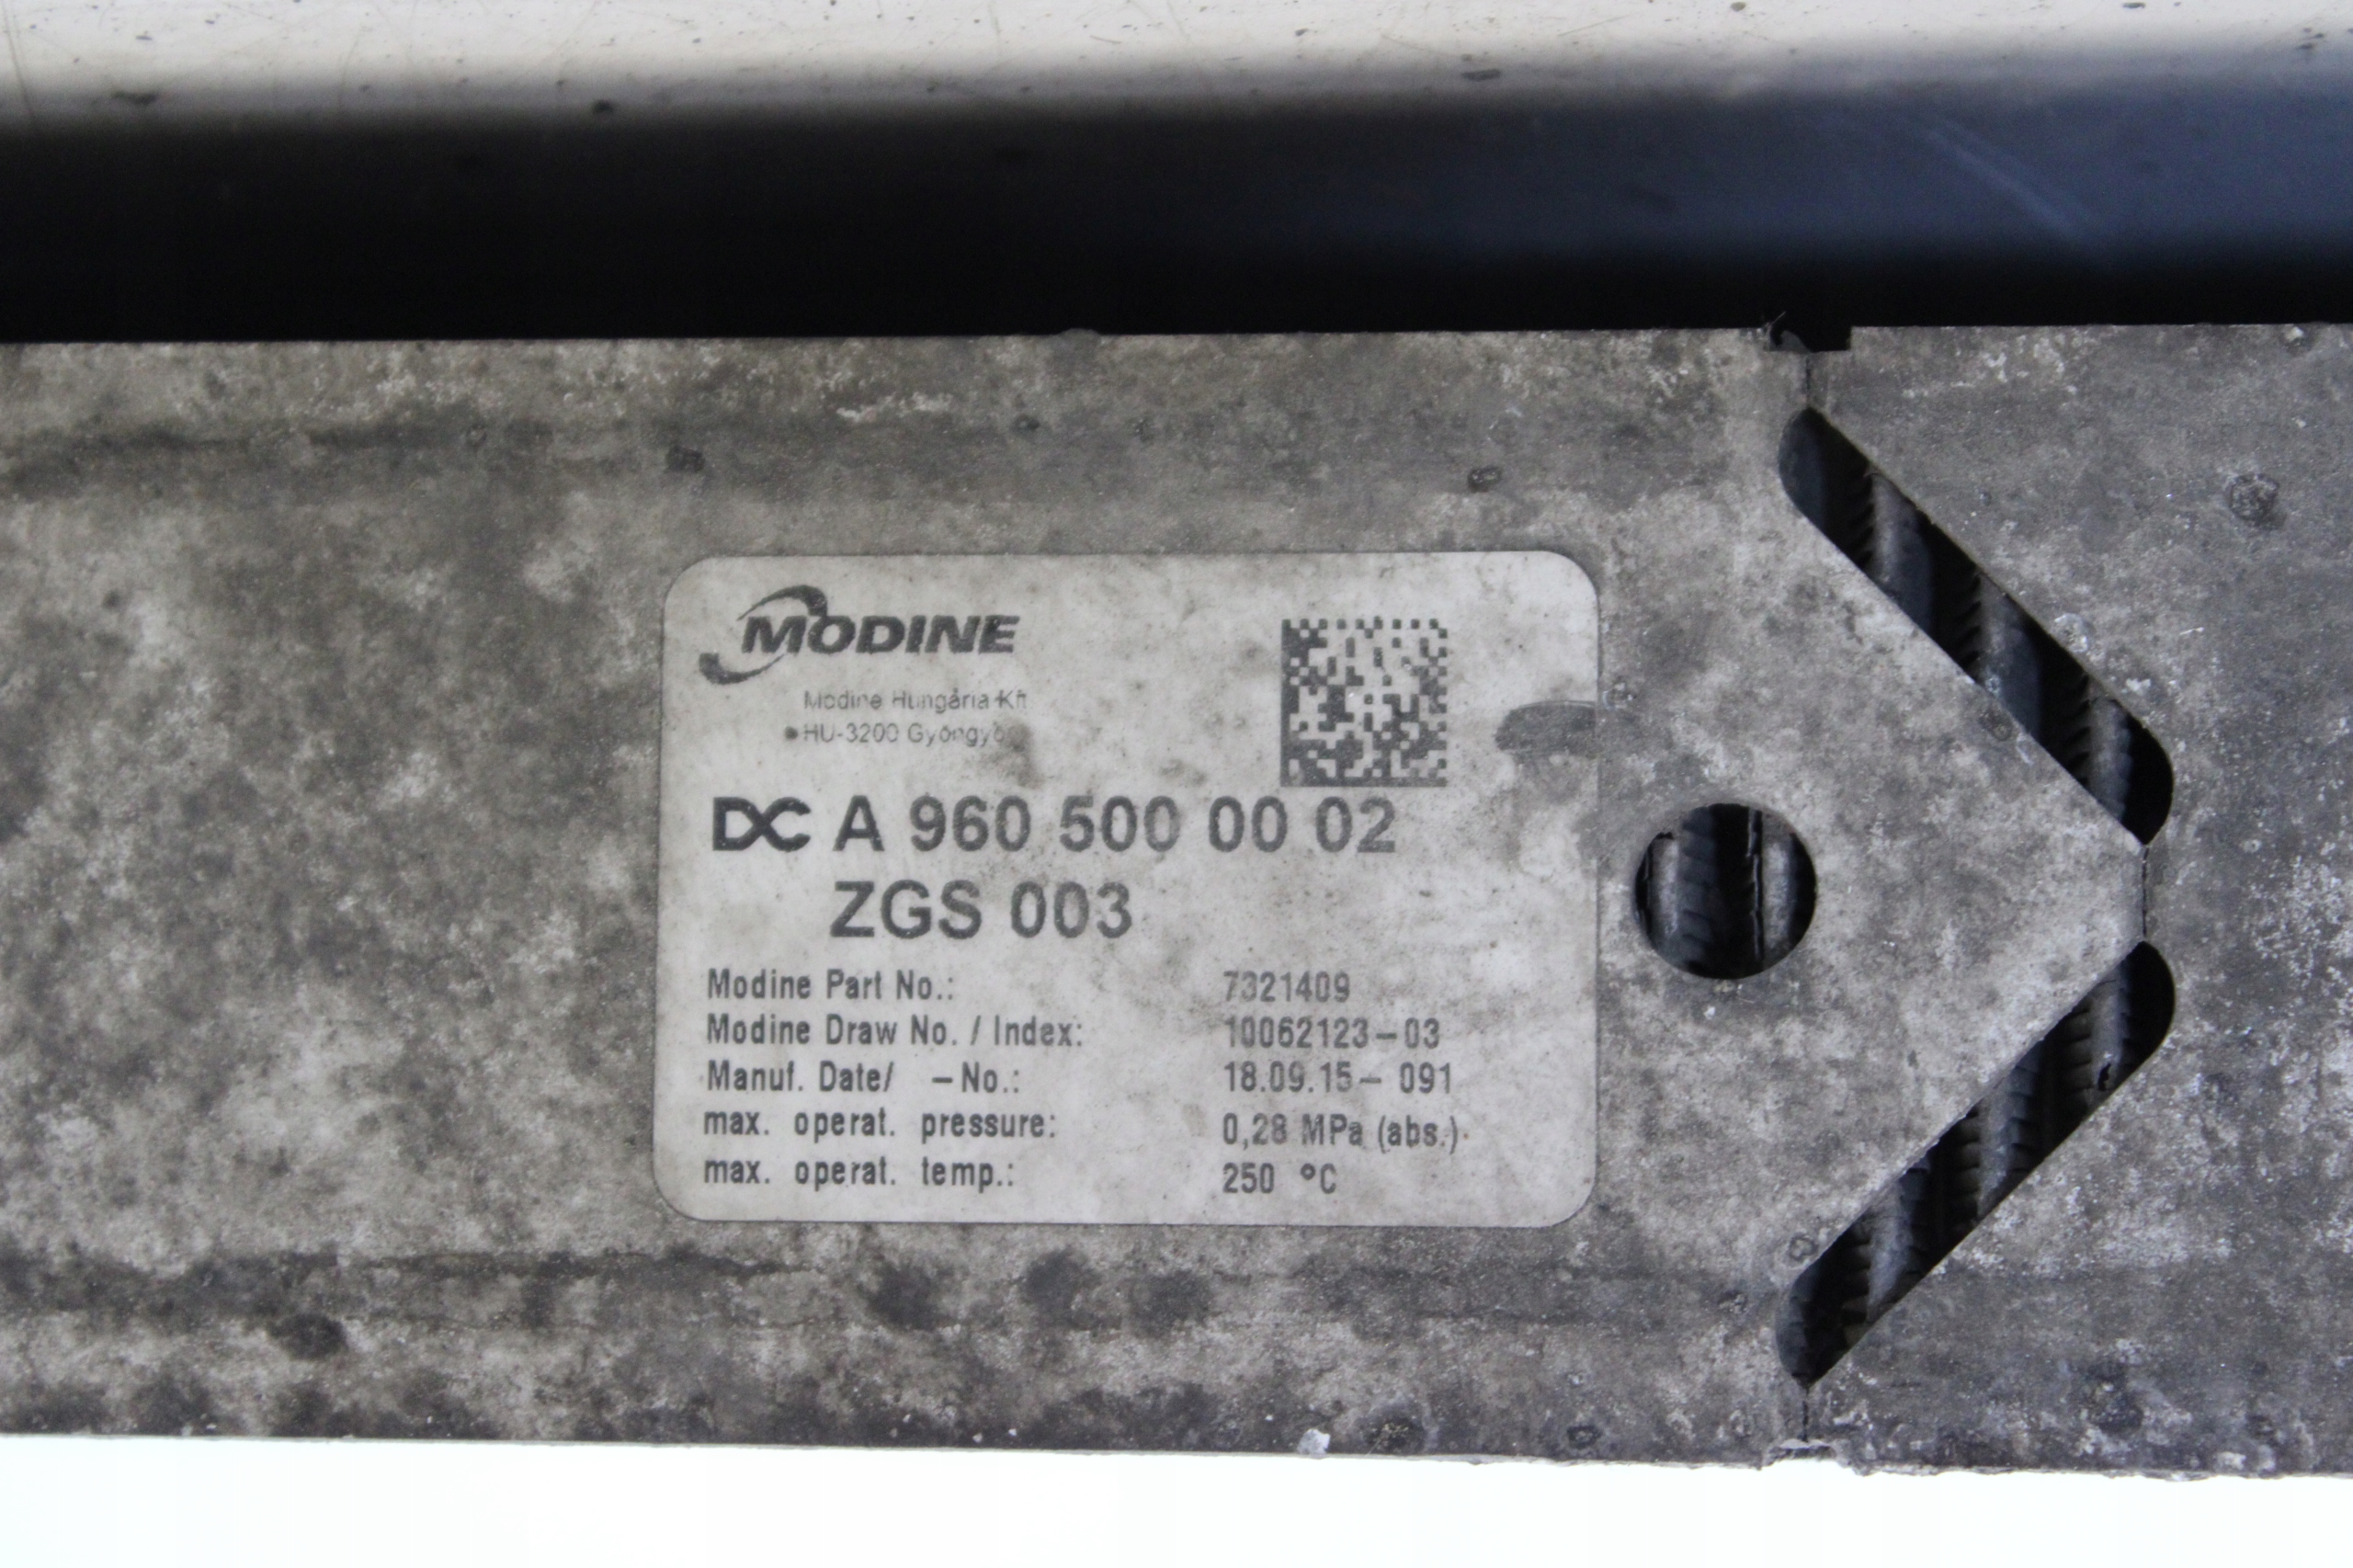 MODINE
Modine Hungária Kft
HU-3200 Gyöngyö
DC A 960 500 00 02
ZGS 003
Modine Part No.: 7321409
Modine Draw No. / Index: 10062123-03
Manuf. Date/ -No.: 18.09.15- 091
max. operat. pressure: 0,28 MPa (abs.)
max. operat. temp.: 250 °C